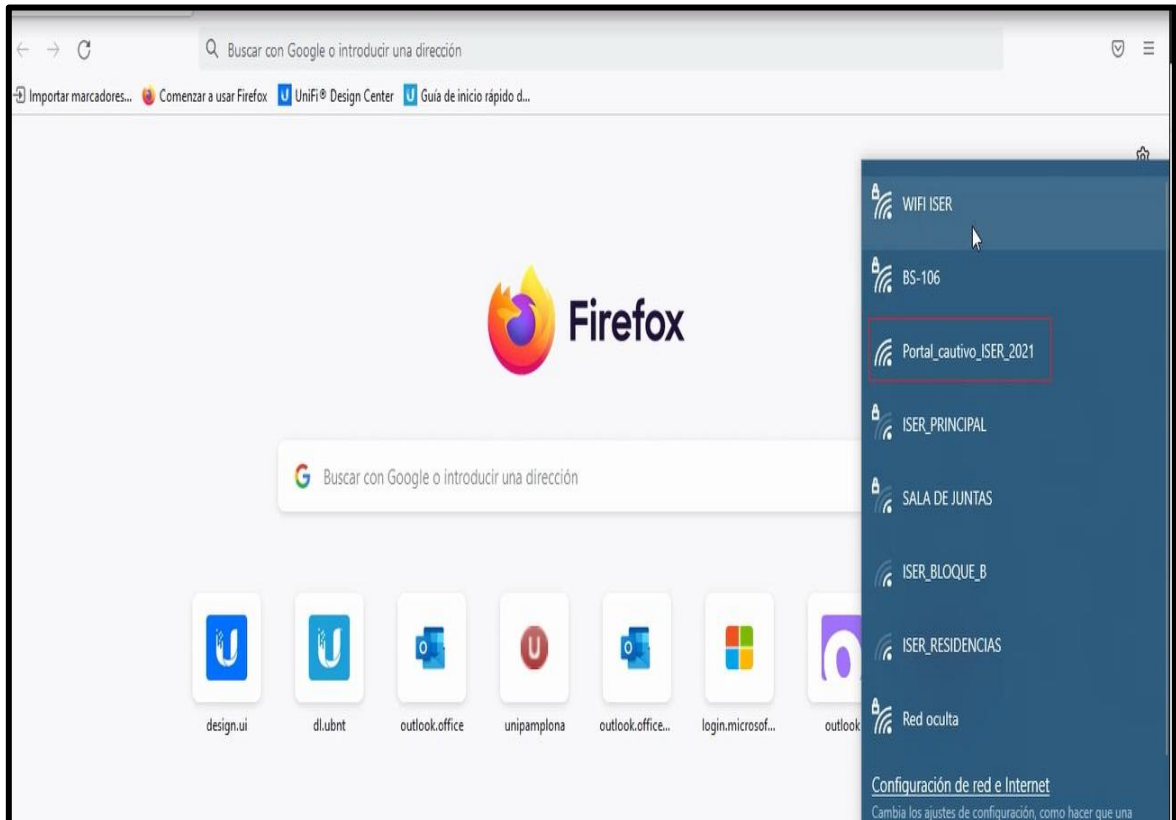 Buscar con Google o introducir una dirección
Importar marcadores... Comenzar a usar Firefox UniFi® Design Center Guía de inicio rápido d...
Firefox
Buscar con Google o introducir una dirección
design.ui dl.ubnt outlook.office unipamplona outlook.office... login.microsof... outlook
WIFI ISER
BS-106
Portal_cautivo_ISER_2021
ISER_PRINCIPAL
SALA DE JUNTAS
ISER_BLOQUE_B
ISER_RESIDENCIAS
Red oculta
Configuración de red e Internet
Cambia los ajustes de configuración, como hacer que una